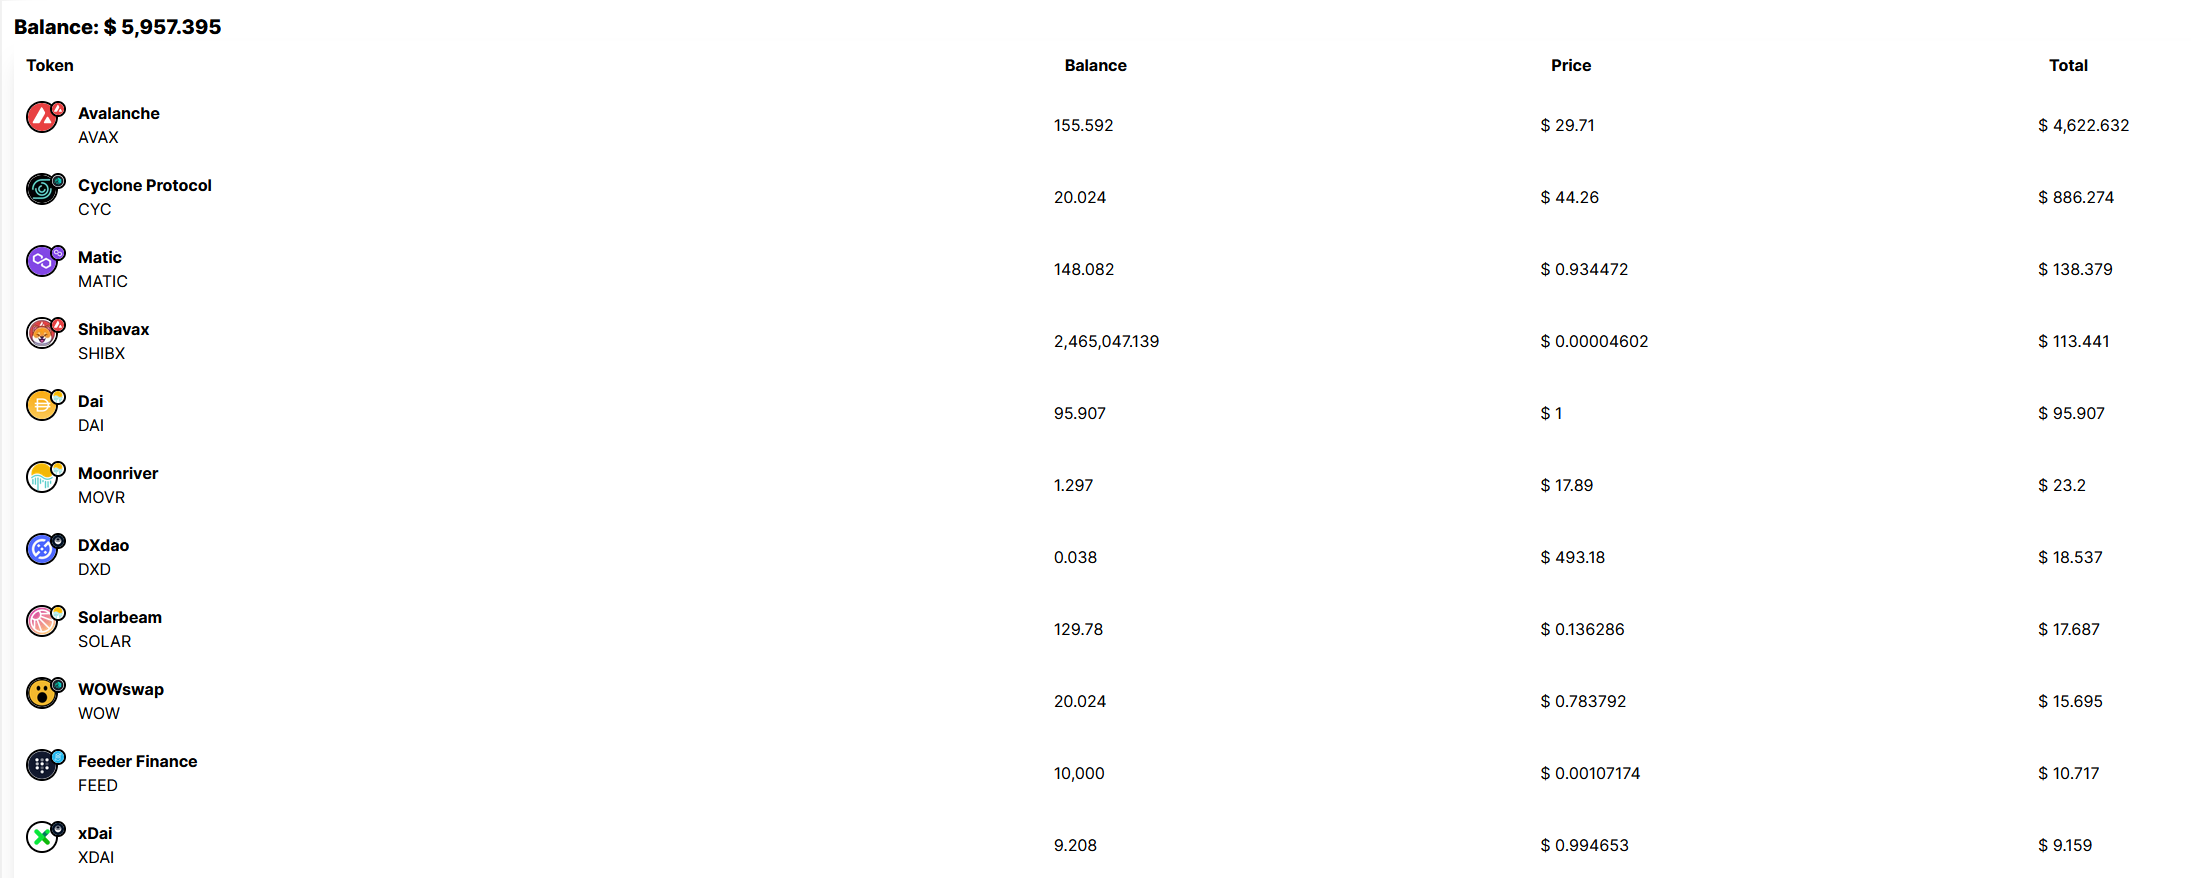 Balance: $ 5,957.395
Token Balance Price Total
Avalanche
AVAX
155.592 $ 29.71 $ 4,622.632
Cyclone Protocol
CYC
20.024 $ 44.26 $ 886.274
Matic
MATIC
148.082 $ 0.934472 $ 138.379
Shibavax
SHIBX
2,465,047.139 $ 0.00004602 $ 113.441
Dai
DAI
95.907 $ 1 $ 95.907
Moonriver
MOVR
1.297 $ 17.89 $ 23.2
DXdao
DXD
0.038 $ 493.18 $ 18.537
Solarbeam
SOLAR
129.78 $ 0.136286 $ 17.687
WOWswap
WOW
20.024 $ 0.783792 $ 15.695
Feeder Finance
FEED
10,000 $ 0.00107174 $ 10.717
xDai
XDAI
9.208 $ 0.994653 $ 9.159